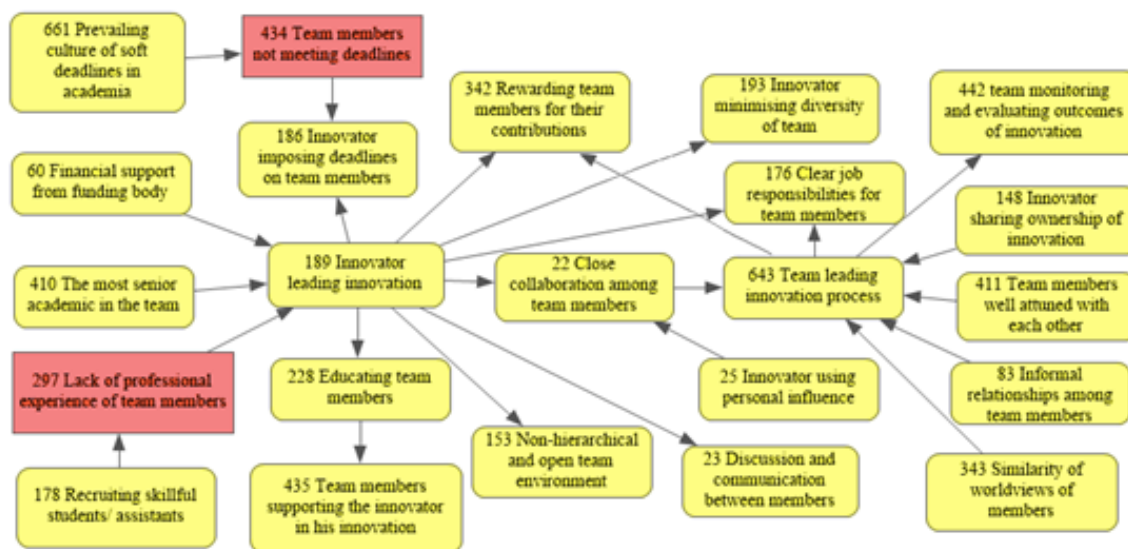 661 Prevailing
culture of soft
deadlines in
academia
434 Team members
not meeting deadlines
342 Rewarding team
members for their
contributions
193 Innovator
minimising diversity
of team
442 team monitoring
and evaluating outcomes
of innovation
186 Innovator
imposing deadlines
on team members
60 Financial support
from funding body
176 Clear job
responsibilities for
team members
148 Innovator
sharing ownership of
innovation
189 Innovator
leading innovation
22 Close
collaboration among
team members
643 Team leading
innovation process
410 The most senior
academic in the team
411 Team members
well attuned with
each other
297 Lack of professional
experience of team members
228 Educating team
members
25 Innovator using
personal influence
83 Informal
relationships among
team members
153 Non-hierarchical
and open team
environment
23 Discussion and
communication
between members
343 Similarity of
worldviews of
members
178 Recruiting skillful
students/ assistants
435 Team members
supporting the innovator
in his innovation